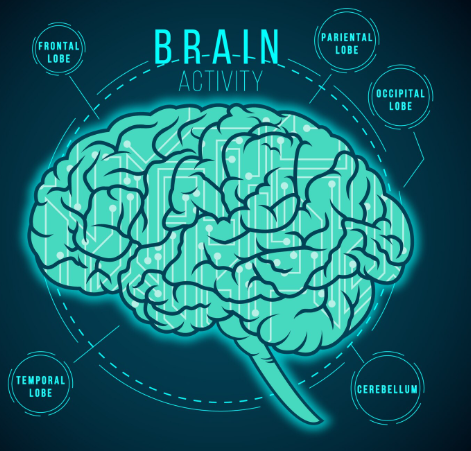 BRAIN
ACTIVITY
FRONTAL
LOBE
PARIENTAL
LOBE
OCCIPITAL
LOBE
TEMPORAL
LOBE
CEREBELLUM